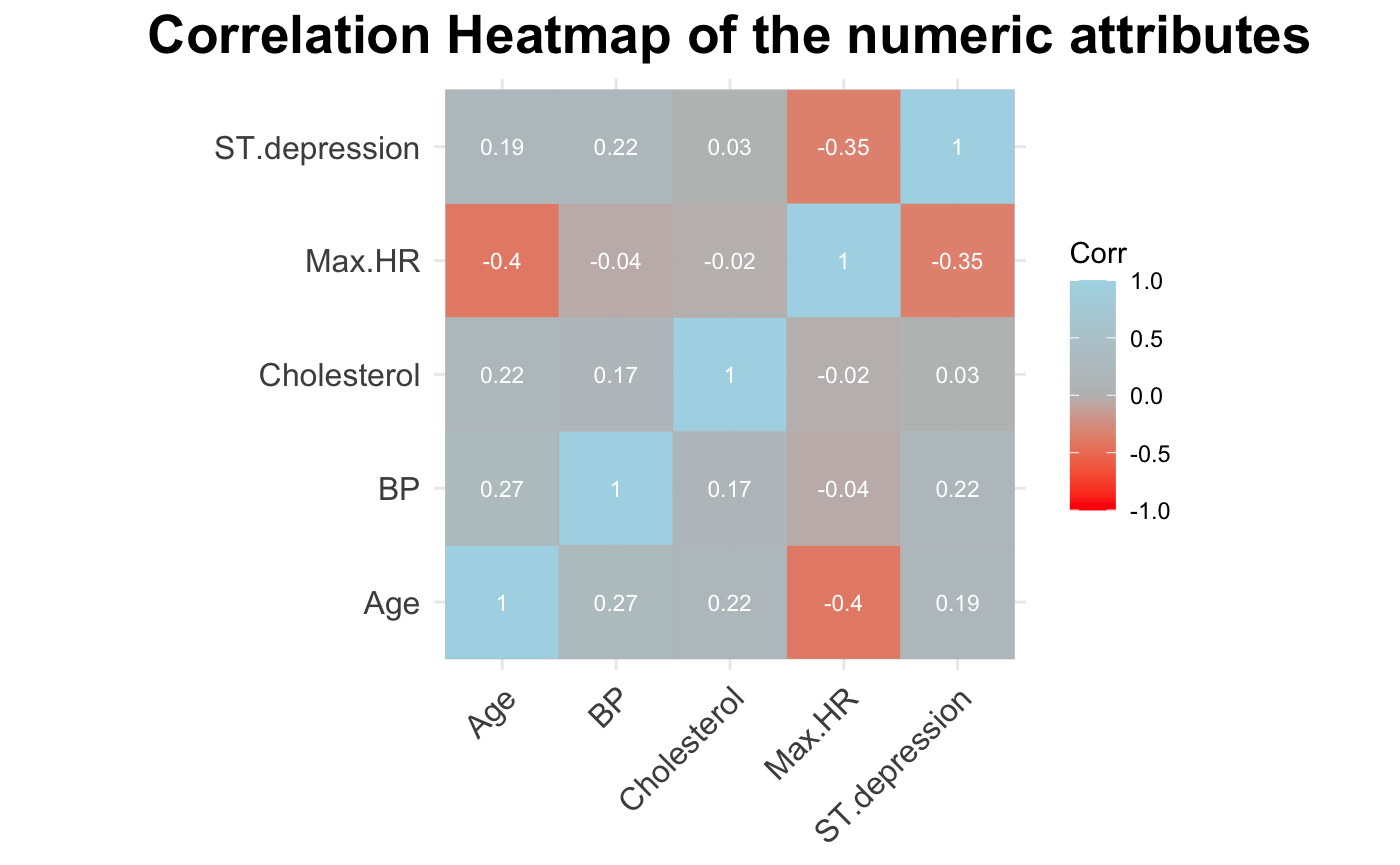 Correlation Heatmap of the numeric attributes
ST.depression 0.19 0.22 0.03 -0.35 1
Max.HR -0.4 -0.04 -0.02 1 -0.35
Cholesterol 0.22 0.17 1 -0.02 0.03
BP 0.27 1 0.17 -0.04 0.22
Age 1 0.27 0.22 -0.4 0.19
Age BP Cholesterol Max.HR ST.depression
Corr
1.0
0.5
0.0
-0.5
-1.0